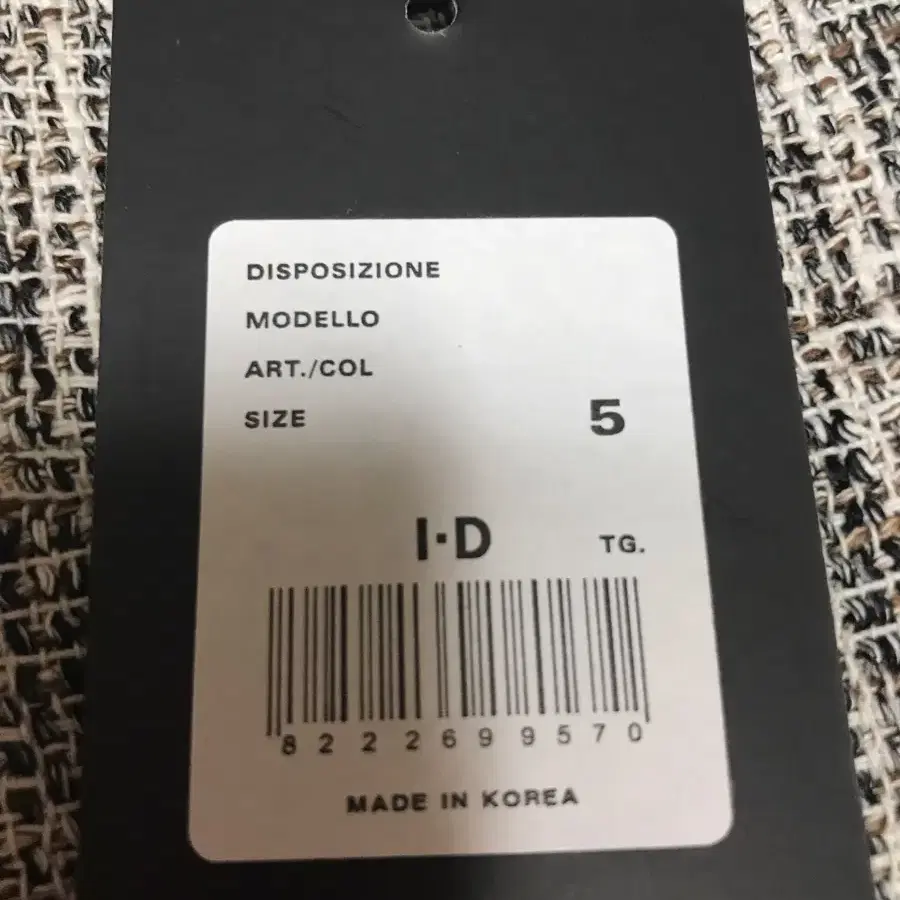 DISPOSIZIONE
MODELLO
ART./COL
SIZE 5
I·D TG.
8222699570
MADE IN KOREA